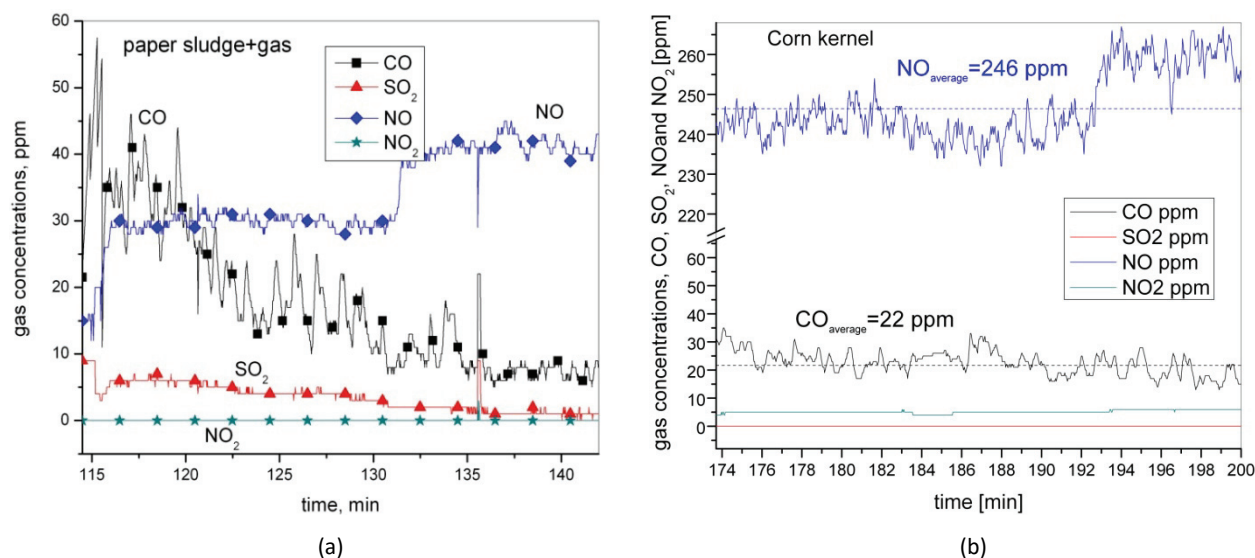 paper sludge+gas
CO
SO₂
NO
NO₂
CO
NO
SO₂
NO₂
60
50
40
30
20
10
0
gas concentrations, ppm
115
120
125
130
135
140
time, min
(a)
Corn kernel
NOaverage=246 ppm
COaverage=22 ppm
CO ppm
SO2 ppm
NO ppm
NO2 ppm
260
250
240
230
220
60
50
40
30
20
10
0
gas concentrations, CO, SO₂, NOand NO₂ [ppm]
174
176
178
180
182
184
186
188
190
192
194
196
198
200
time [min]
(b)